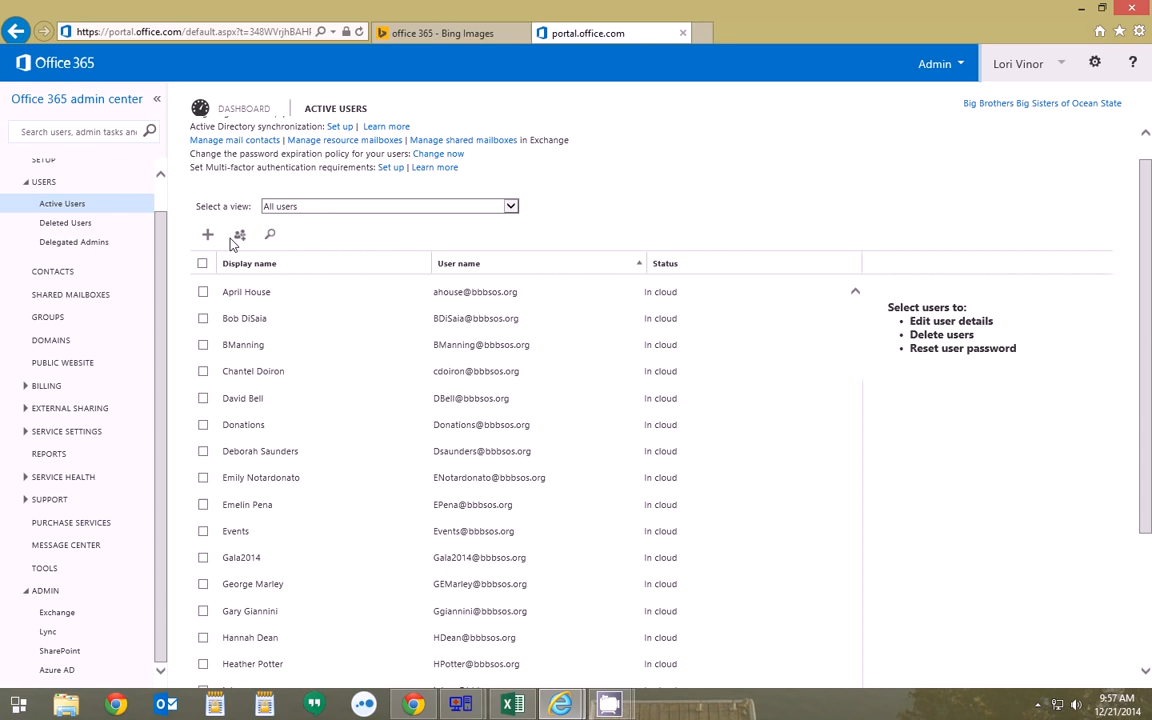 https://portal.office.com/default.aspx?t=348WVrjhBAHF
office 365 - Bing Images
portal.office.com
Office 365
Admin
Lori Vinor
?
Office 365 admin center
«
DASHBOARD
ACTIVE USERS
Big Brothers Big Sisters of Ocean State
Search users, admin tasks and
Active Directory synchronization: Set up | Learn more
Manage mail contacts | Manage resource mailboxes | Manage shared mailboxes in Exchange
Change the password expiration policy for your users: Change now
Set Multi-factor authentication requirements: Set up | Learn more
SETUP
USERS
Active Users
Deleted Users
Delegated Admins
CONTACTS
SHARED MAILBOXES
GROUPS
DOMAINS
PUBLIC WEBSITE
BILLING
EXTERNAL SHARING
SERVICE SETTINGS
REPORTS
SERVICE HEALTH
SUPPORT
PURCHASE SERVICES
MESSAGE CENTER
TOOLS
ADMIN
Exchange
Lync
SharePoint
Azure AD
Select a view: All users
Display name User name Status
April House ahouse@bbbsos.org In cloud
Bob DiSaia BDiSaia@bbbsos.org In cloud
BManning BManning@bbbsos.org In cloud
Chantel Doiron cdoiron@bbbsos.org In cloud
David Bell DBell@bbbsos.org In cloud
Donations Donations@bbbsos.org In cloud
Deborah Saunders Dsaunders@bbbsos.org In cloud
Emily Notardonato ENotardonato@bbbsos.org In cloud
Emelin Pena EPena@bbbsos.org In cloud
Events Events@bbbsos.org In cloud
Gala2014 Gala2014@bbbsos.org In cloud
George Marley GEMarley@bbbsos.org In cloud
Gary Giannini Ggiannini@bbbsos.org In cloud
Hannah Dean HDean@bbbsos.org In cloud
Heather Potter HPotter@bbbsos.org In cloud
Select users to:
• Edit user details
• Delete users
• Reset user password
9:57 AM
12/21/2014